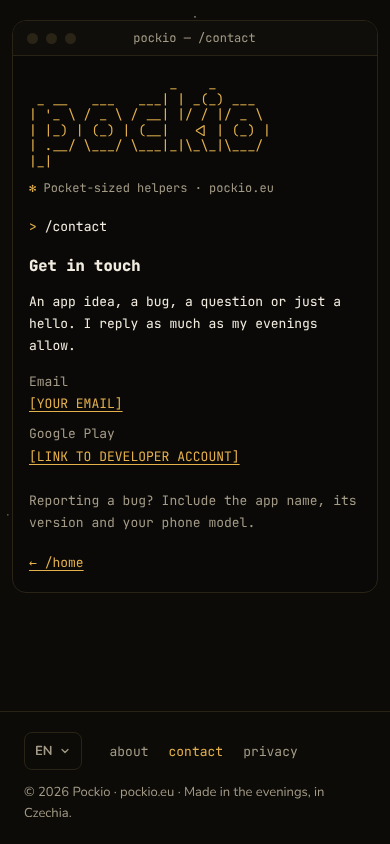 pockio — /contact
pockio
✻ Pocket-sized helpers · pockio.eu
> /contact
Get in touch
An app idea, a bug, a question or just a
hello. I reply as much as my evenings
allow.
Email
[YOUR EMAIL]
Google Play
[LINK TO DEVELOPER ACCOUNT]
Reporting a bug? Include the app name, its
version and your phone model.
← /home
EN
about contact privacy
© 2026 Pockio · pockio.eu · Made in the evenings, in
Czechia.